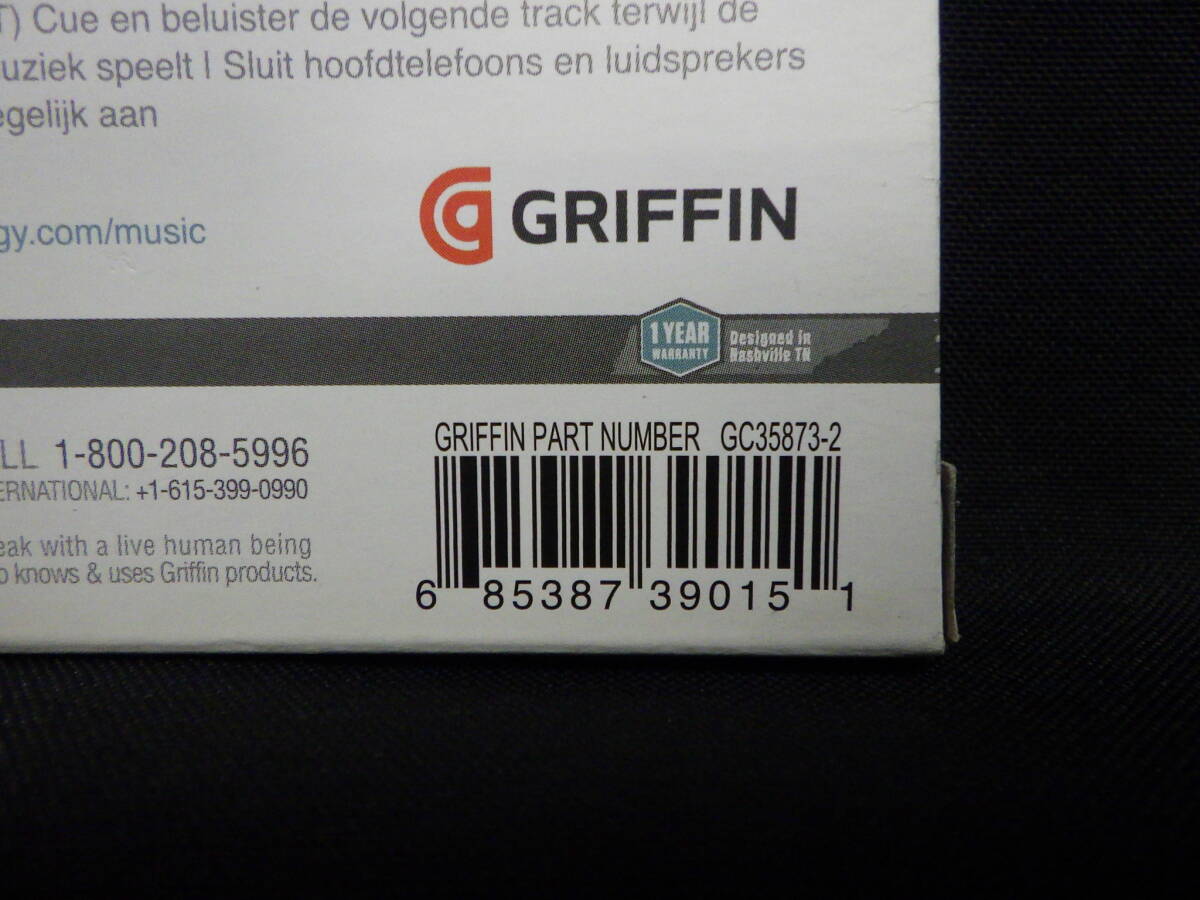 T) Cue en beluister de volgende track terwijl de
uziek speelt | Sluit hoofdtelefoons en luidsprekers
egelijk aan
gy.com/music
GRIFFIN
1 YEAR
WARRANTY
Designed in
Nashville TN
GRIFFIN PART NUMBER GC35873-2
LL 1-800-208-5996
ERNATIONAL: +1-615-399-0990
eak with a live human being
o knows & uses Griffin products.
6 85387 39015 1